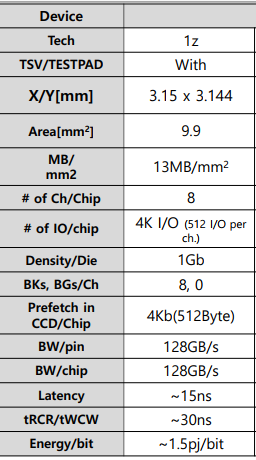 Device
Tech 1z
TSV/TESTPAD With
X/Y[mm] 3.15 x 3.144
Area[mm²] 9.9
MB/
mm2 13MB/mm²
# of Ch/Chip 8
# of IO/chip 4K I/O (512 I/O per
ch.)
Density/Die 1Gb
BKs, BGs/Ch 8, 0
Prefetch in
CCD/Chip 4Kb(512Byte)
BW/pin 128GB/s
BW/chip 128GB/s
Latency ~15ns
tRCR/tWCW ~30ns
Energy/bit ~1.5pj/bit